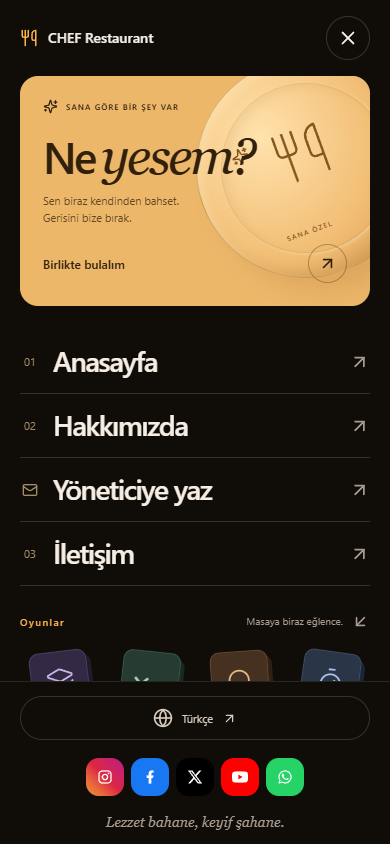 CHEF Restaurant
SANA GÖRE BİR ŞEY VAR
Ne yesem?
Sen biraz kendinden bahset.
Gerisini bize bırak.
SANA ÖZEL
Birlikte bulalım
01 Anasayfa
02 Hakkımızda
Yöneticiye yaz
03 İletişim
Oyunlar
Masaya biraz eğlence.
Türkçe
Lezzet bahane, keyif şahane.